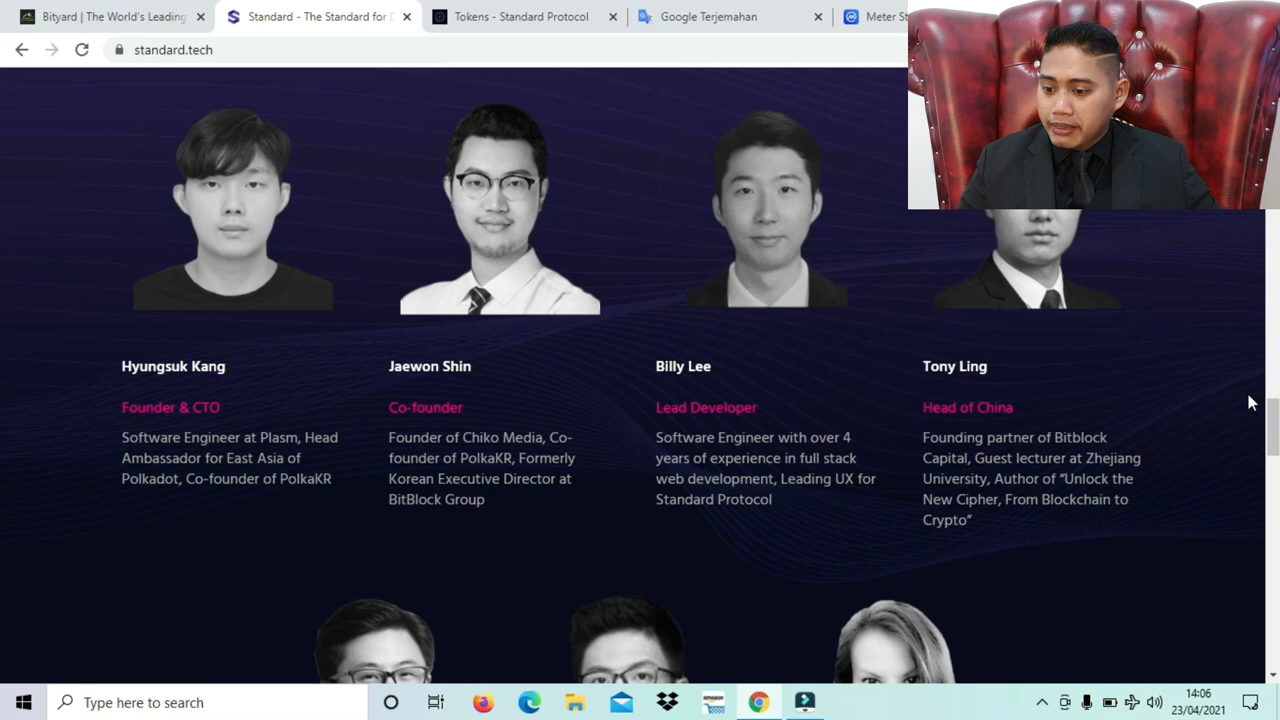 Bityard | The World's Leading
Standard - The Standard for D
Tokens - Standard Protocol
Google Terjemahan
Meter St
standard.tech
Hyungsuk Kang
Founder & CTO
Software Engineer at Plasm, Head
Ambassador for East Asia of
Polkadot, Co-founder of PolkaKR
Jaewon Shin
Co-founder
Founder of Chiko Media, Co-
founder of PolkaKR, Formerly
Korean Executive Director at
BitBlock Group
Billy Lee
Lead Developer
Software Engineer with over 4
years of experience in full stack
web development, Leading UX for
Standard Protocol
Tony Ling
Head of China
Founding partner of Bitblock
Capital, Guest lecturer at Zhejiang
University, Author of “Unlock the
New Cipher, From Blockchain to
Crypto”
Type here to search
amazon
14:06
23/04/2021